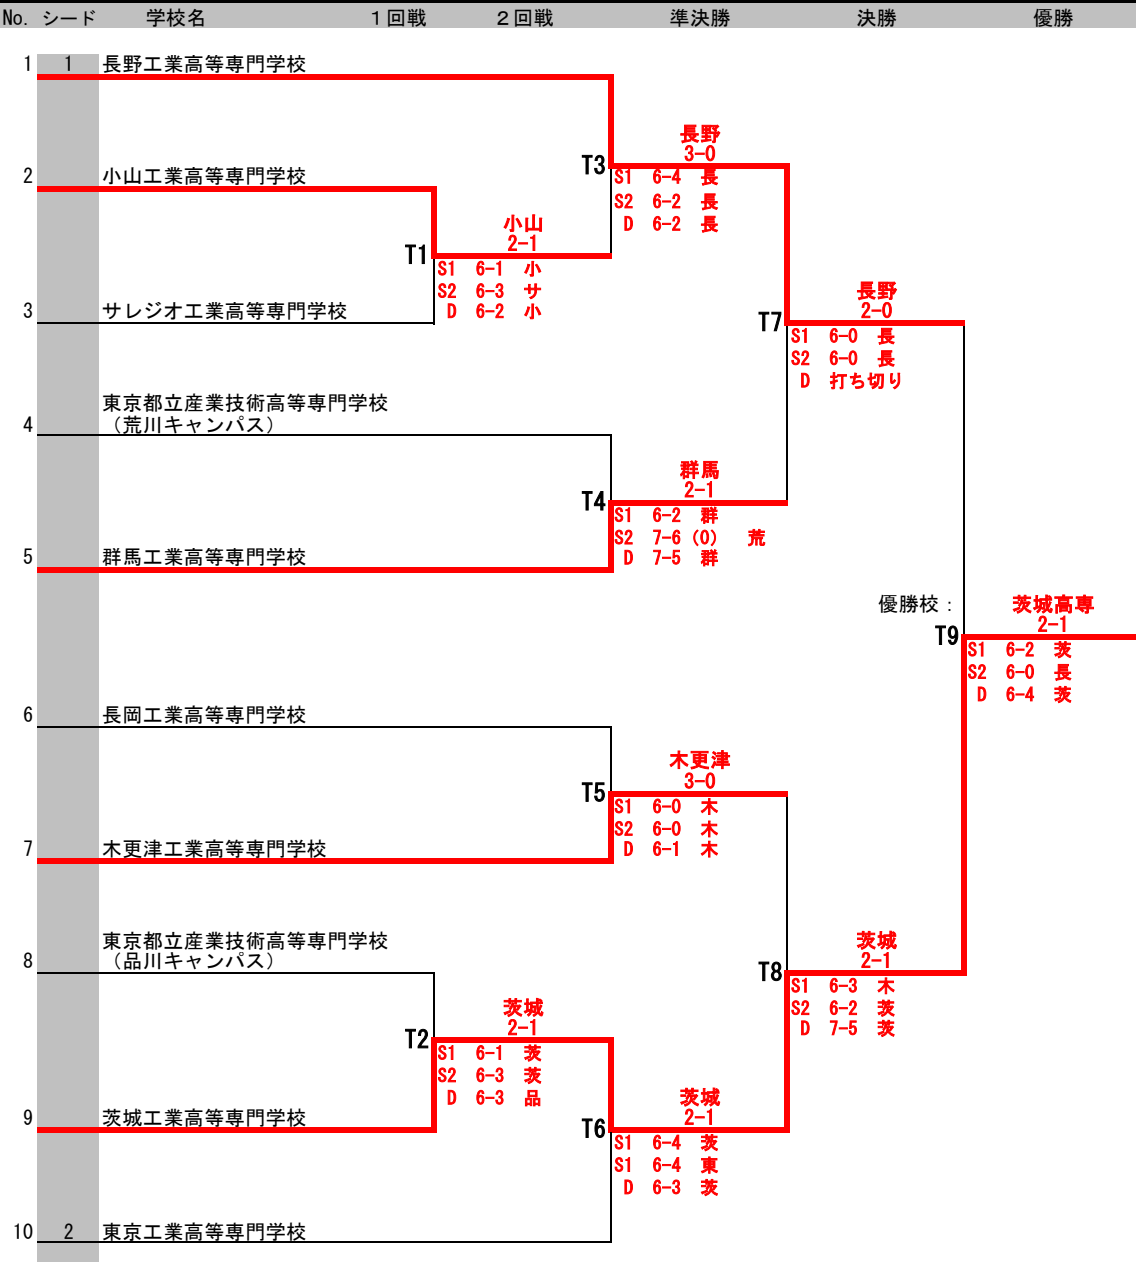 No. シード 学校名 １回戦 ２回戦 準決勝 決勝 優勝
1 1 長野工業高等専門学校
長野
3-0
T3
S1 6-4 長
S2 6-2 長
D 6-2 長
2 小山工業高等専門学校
小山
2-1
T1
S1 6-1 小
S2 6-3 サ
D 6-2 小
3 サレジオ工業高等専門学校
長野
2-0
T7
S1 6-0 長
S2 6-0 長
D 打ち切り
東京都立産業技術高等専門学校
4 （荒川キャンパス）
群馬
2-1
T4
S1 6-2 群
S2 7-6（0） 荒
D 7-5 群
5 群馬工業高等専門学校
優勝校： 茨城高専
2-1
T9
S1 6-2 茨
S2 6-0 長
D 6-4 茨
6 長岡工業高等専門学校
木更津
3-0
T5
S1 6-0 木
S2 6-0 木
D 6-1 木
7 木更津工業高等専門学校
東京都立産業技術高等専門学校
8 （品川キャンパス）
茨城
2-1
T8
S1 6-3 木
S2 6-2 茨
D 7-5 茨
茨城
2-1
T2
S1 6-1 茨
S2 6-3 茨
D 6-3 品
9 茨城工業高等専門学校
茨城
2-1
T6
S1 6-4 茨
S1 6-4 東
D 6-3 茨
10 2 東京工業高等専門学校